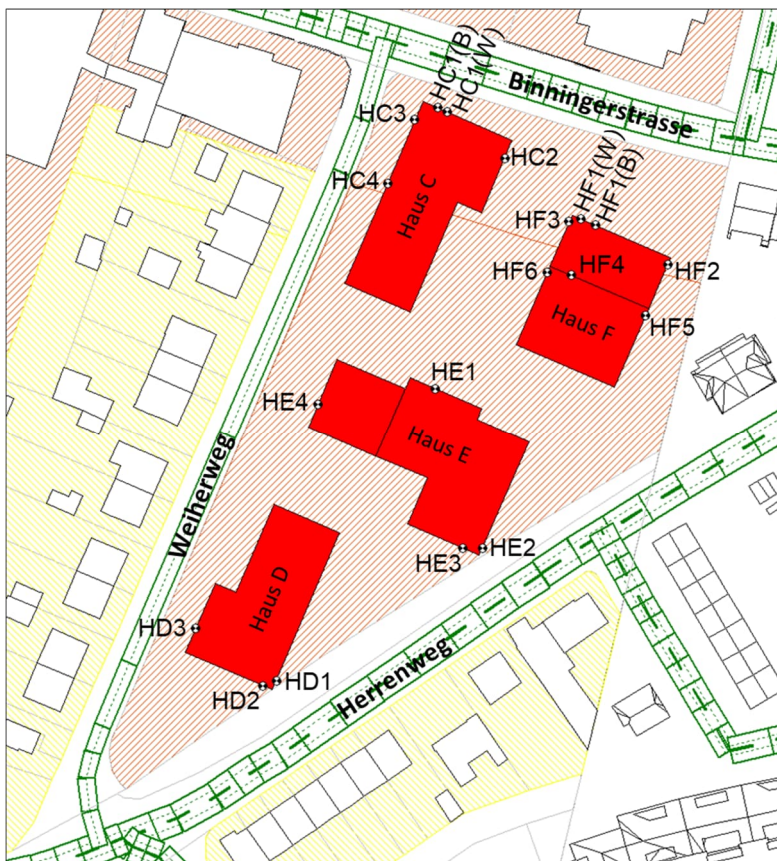 HC1(B)
HC1(W)
Binningerstrasse
HC3
HC2
HC4
Haus C
HF1(W)
HF1(B)
HF3
HF4
HF2
HF6
HF5
Haus F
HE1
HE4
Haus E
Weiherweg
HE3
HE2
Haus D
HD3
HD1
HD2
Herrenweg